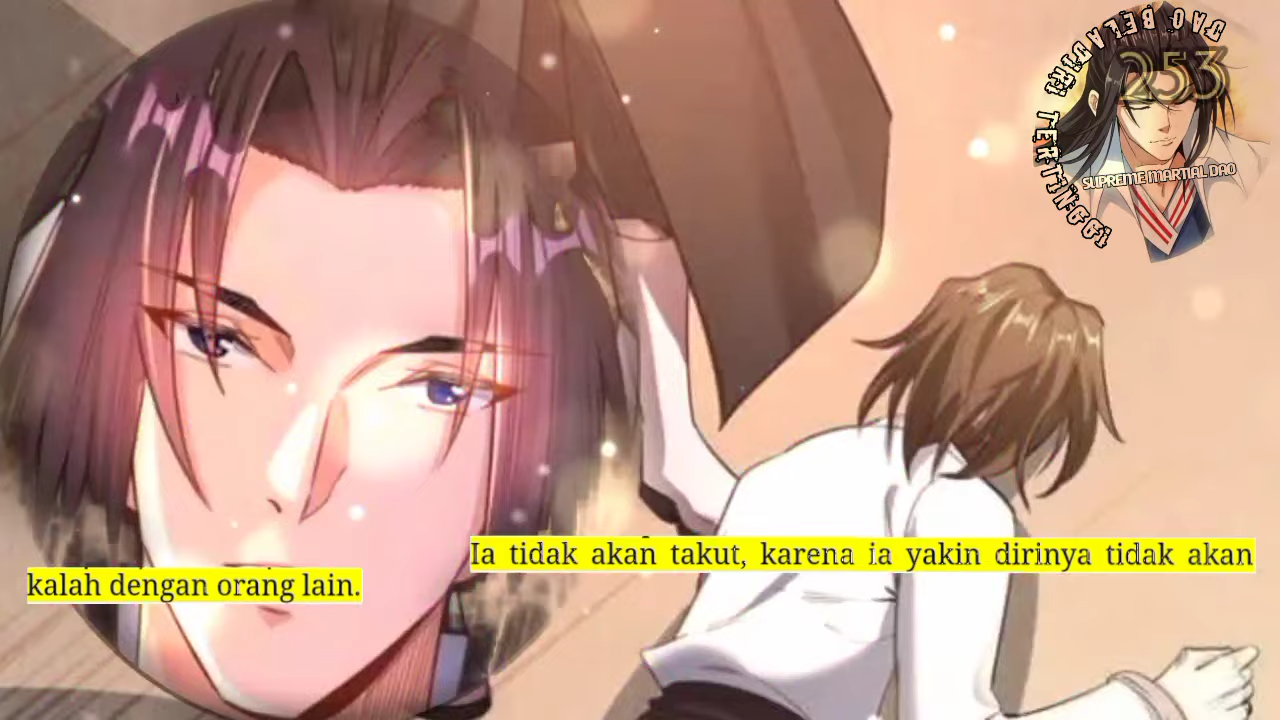 DAO BELADIRI TERTINGGI
253
SUPREME MARTIAL DAO
Ia tidak akan takut, karena ia yakin dirinya tidak akan
kalah dengan orang lain.